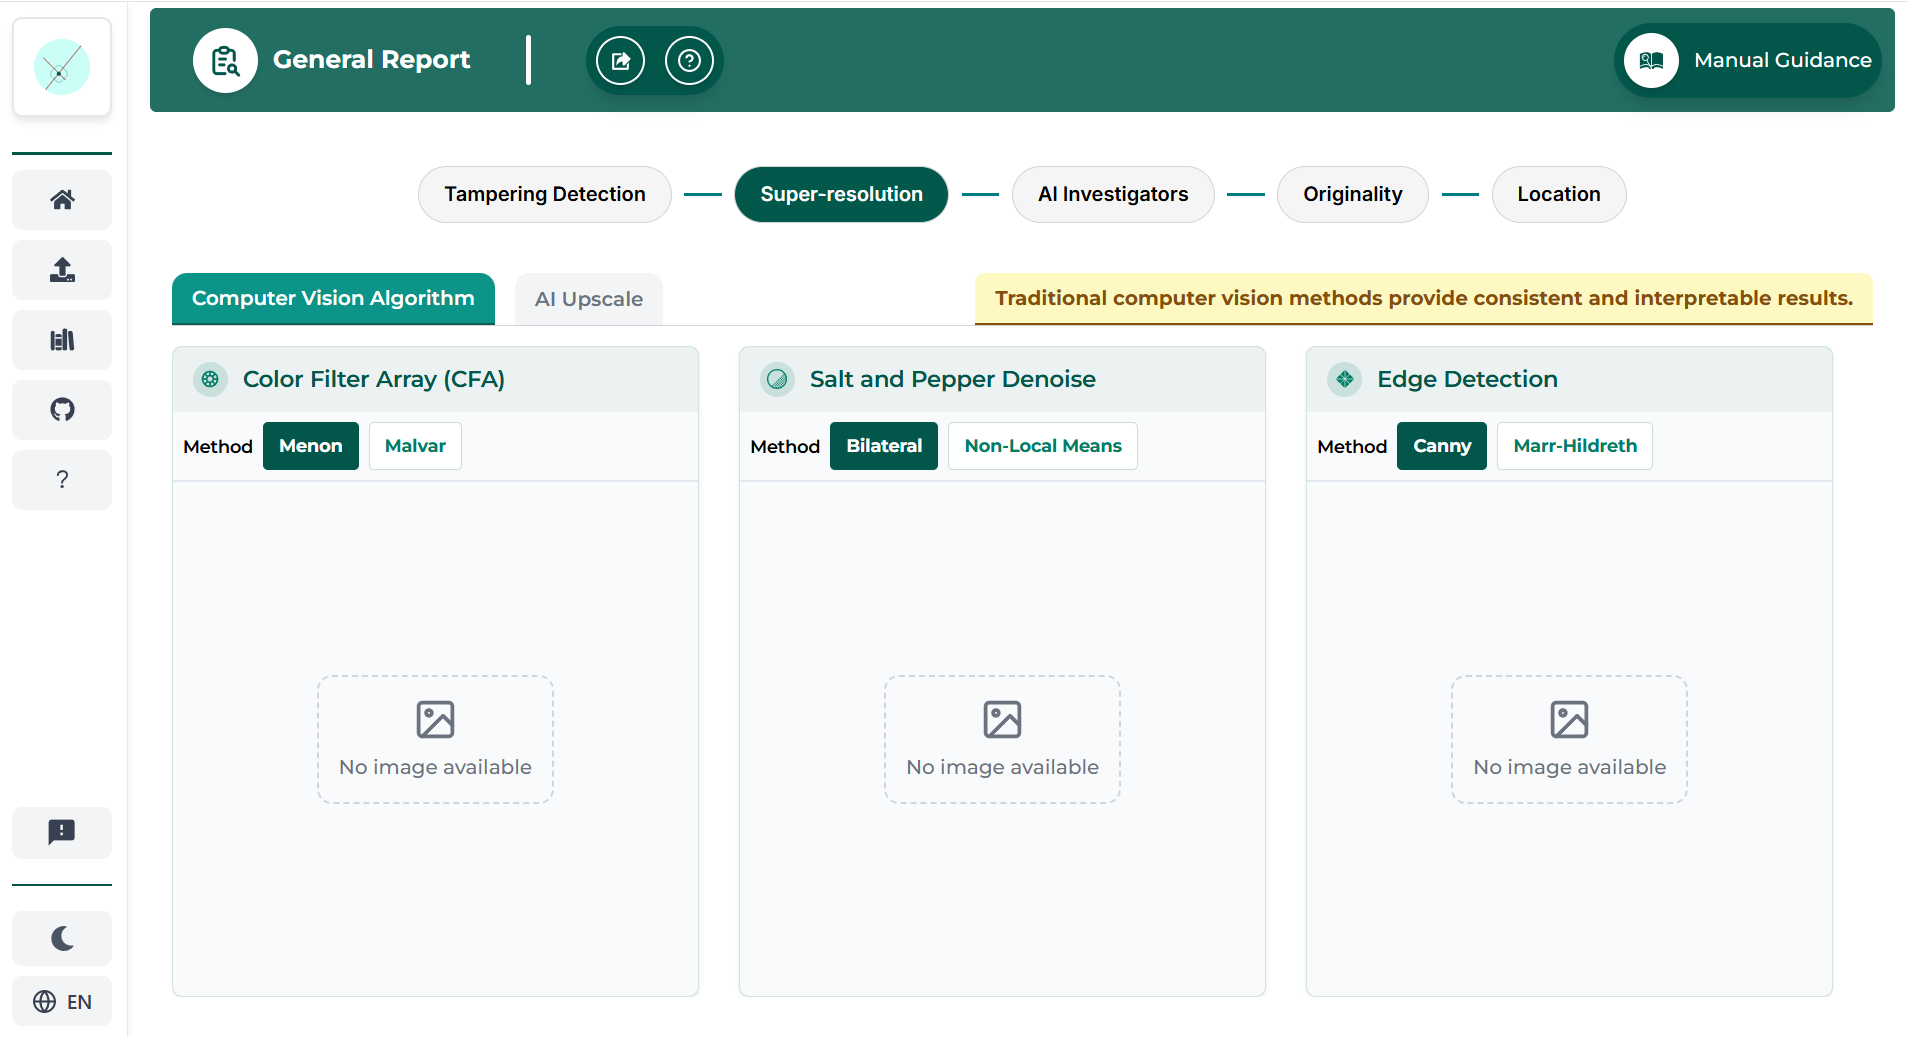 General Report
Manual Guidance
Tampering Detection
Super-resolution
AI Investigators
Originality
Location
Computer Vision Algorithm
AI Upscale
Traditional computer vision methods provide consistent and interpretable results.
Color Filter Array (CFA)
Method
Menon
Malvar
No image available
Salt and Pepper Denoise
Method
Bilateral
Non-Local Means
No image available
Edge Detection
Method
Canny
Marr-Hildreth
No image available
?
EN